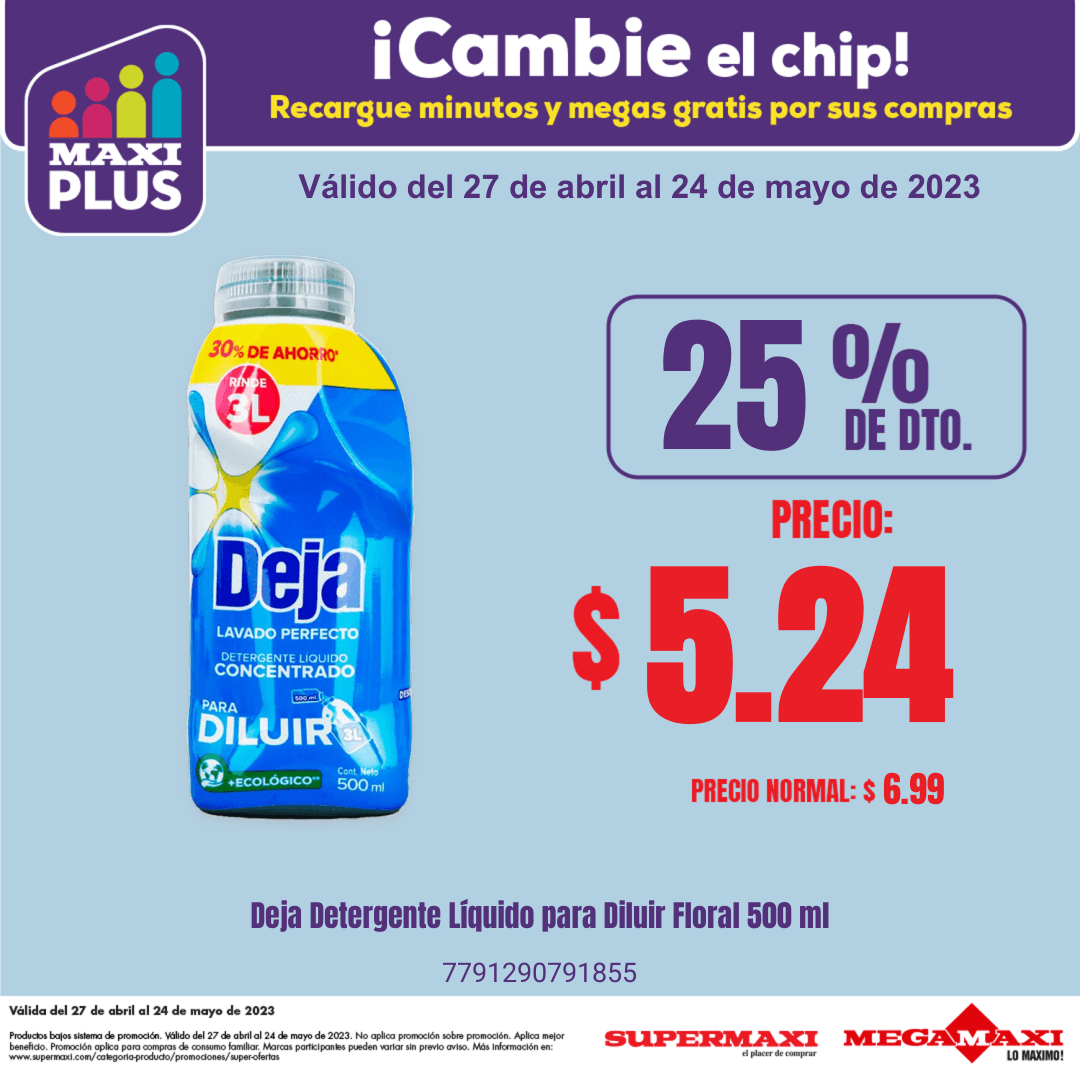 ¡Cambie el chip!
Recargue minutos y megas gratis por sus compras
MAXI
PLUS
Válido del 27 de abril al 24 de mayo de 2023
25 %
DE DTO.
30% DE AHORRO*
RINDE
3L
Deja
LAVADO PERFECTO
DETERGENTE LÍQUIDO
CONCENTRADO
500 ml
PARA
DILUIR
3L
+ECOLÓGICO**
Cont. Neto
500 ml
PRECIO:
$ 5.24
PRECIO NORMAL: $ 6.99
Deja Detergente Líquido para Diluir Floral 500 ml
7791290791855
Válida del 27 de abril al 24 de mayo de 2023
Productos bajos sistema de promoción. Válido del 27 de abril al 24 de mayo de 2023. No aplica promoción sobre promoción. Aplica mejor
beneficio. Promoción aplica para compras de consumo familiar. Marcas participantes pueden variar sin previo aviso. Más información en:
www.supermaxi.com/categoria-producto/promociones/super-ofertas
SUPERMAXI
el placer de comprar
MEGAMAXI
LO MAXIMO!